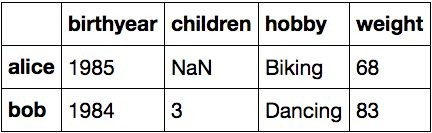 birthyear children hobby weight
alice 1985 NaN Biking 68
bob 1984 3 Dancing 83